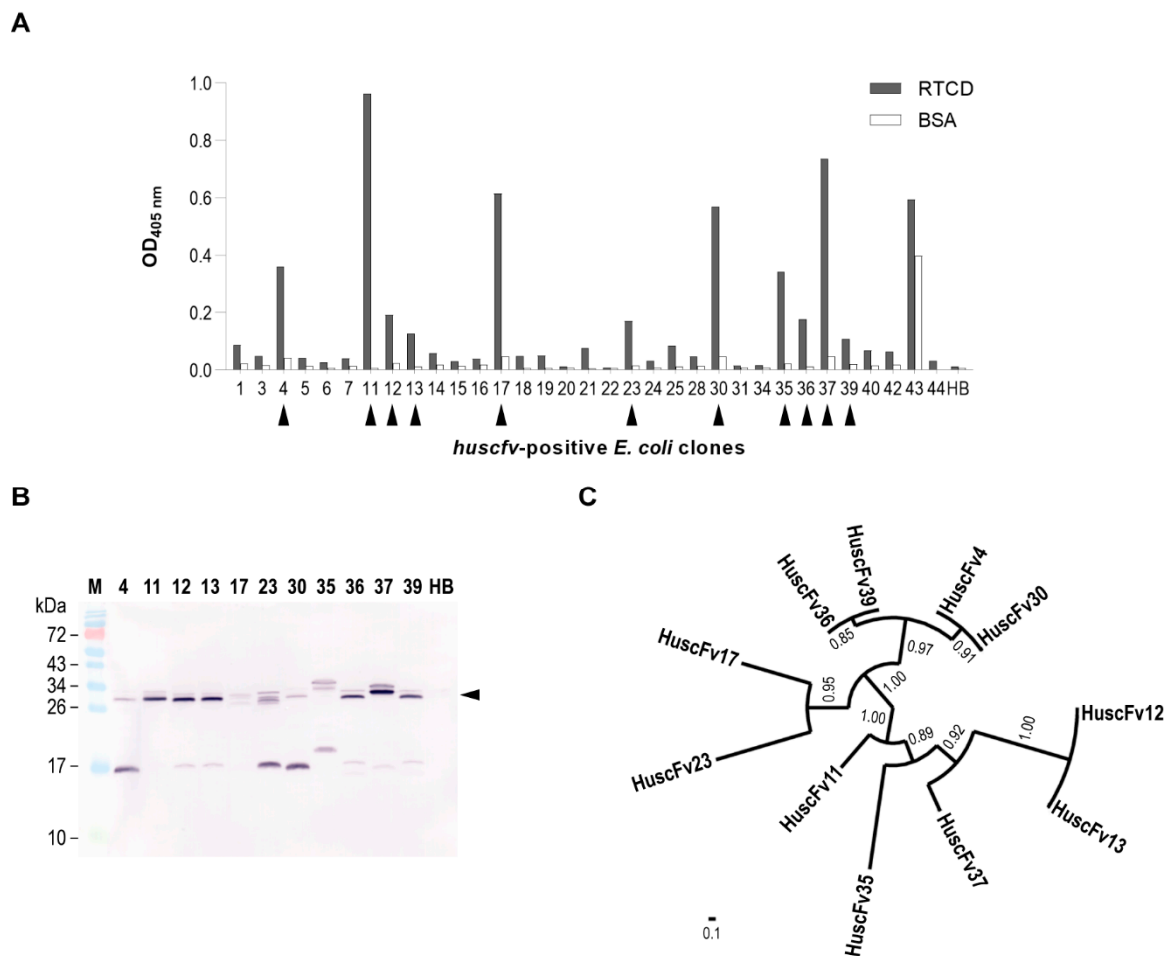 A
1.0
0.8
0.6
0.4
0.2
0.0
OD405 nm
RTCD
BSA
1 3 4 5 6 7 11 12 13 14 15 16 17 18 19 20 21 22 23 24 25 28 30 31 34 35 36 37 39 40 42 43 44 HB
huscfv-positive E. coli clones
B
M 4 11 12 13 17 23 30 35 36 37 39 HB
kDa
72
43
34
26
17
10
C
HuscFv36
HuscFv39
HuscFv4
HuscFv30
0.85
0.97
0.91
HuscFv17
0.95
1.00
HuscFv23
1.00
0.89
0.92
1.00
HuscFv12
HuscFv11
HuscFv13
HuscFv37
HuscFv35
0.1